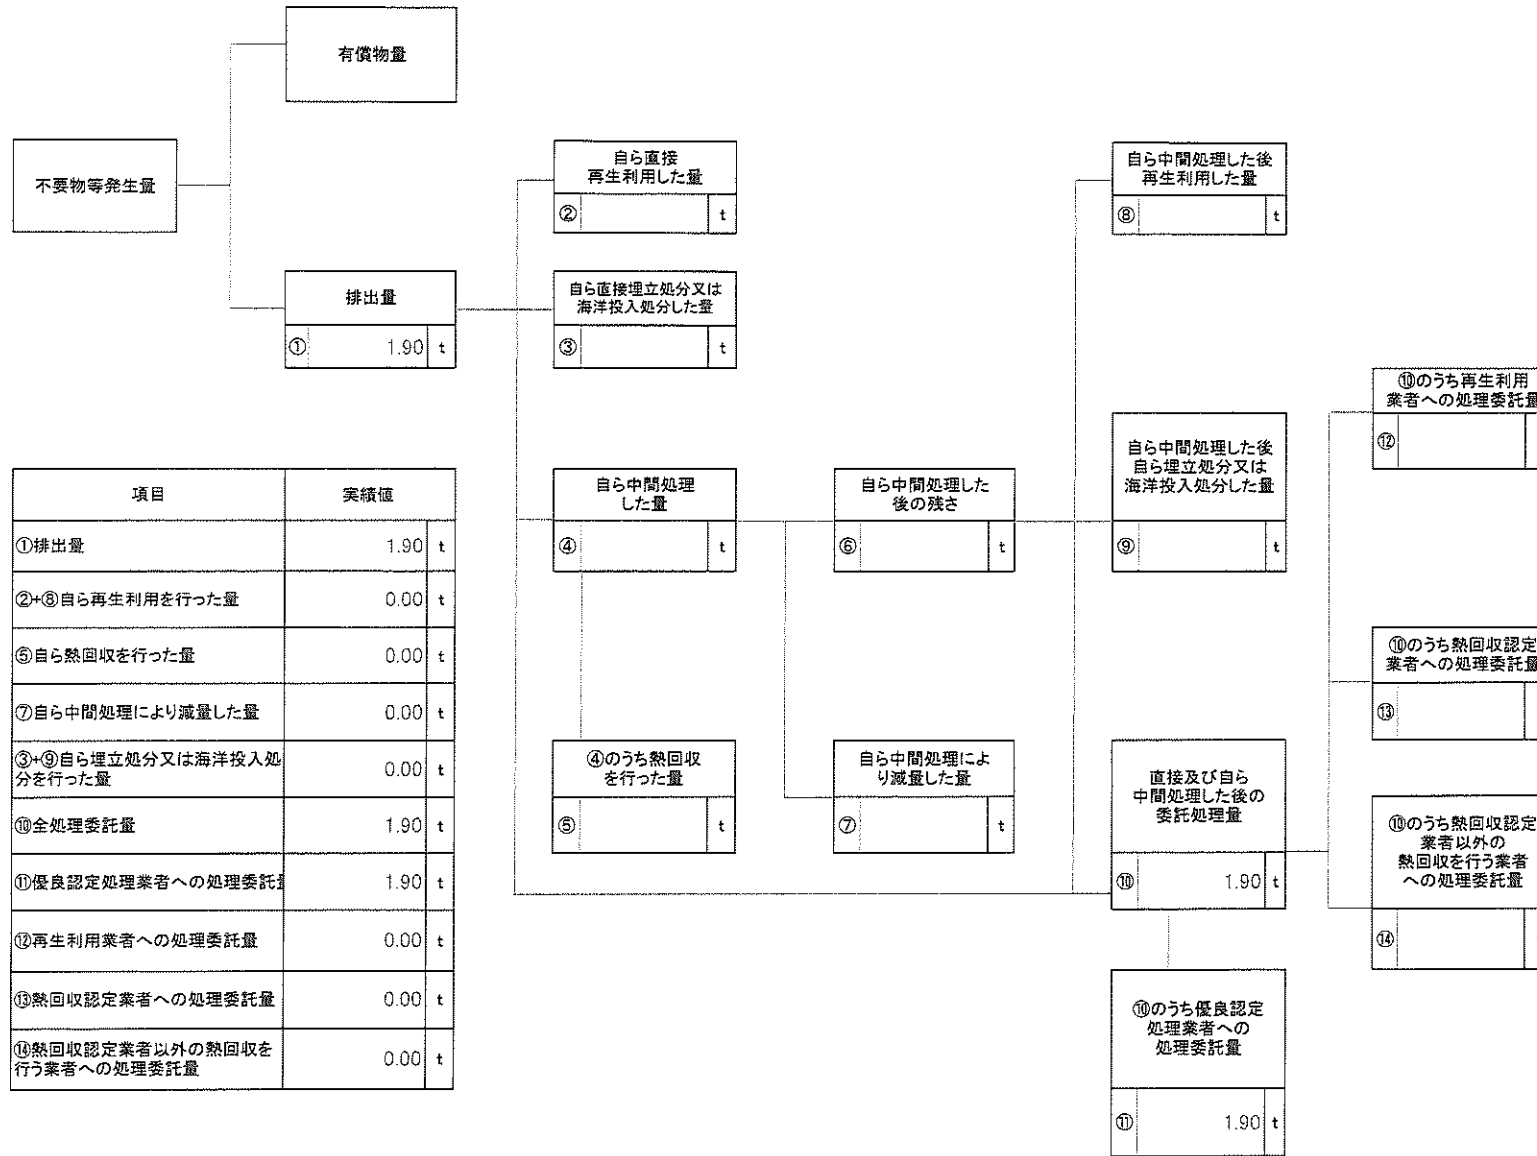 有償物量
不要物等発生量
排出量
① 1.90 t
自ら直接
再生利用した量
② t
自ら直接埋立処分又は
海洋投入処分した量
③ t
自ら中間処理
した量
④ t
④のうち熱回収
を行った量
⑤ t
自ら中間処理した
後の残さ
⑥ t
自ら中間処理によ
り減量した量
⑦ t
自ら中間処理した後
再生利用した量
⑧ t
自ら中間処理した後
自ら埋立処分又は
海洋投入処分した量
⑨ t
直接及び自ら
中間処理した後の
委託処理量
⑩ 1.90 t
⑩のうち優良認定
処理業者への
処理委託量
⑪ 1.90 t
⑩のうち再生利用
業者への処理委託量
⑫
⑩のうち熱回収認定
業者への処理委託量
⑬
⑩のうち熱回収認定
業者以外の
熱回収を行う業者
への処理委託量
⑭
項目 実績値
①排出量 1.90 t
②+⑧自ら再生利用を行った量 0.00 t
⑤自ら熱回収を行った量 0.00 t
⑦自ら中間処理により減量した量 0.00 t
③+⑨自ら埋立処分又は海洋投入処
分を行った量 0.00 t
⑩全処理委託量 1.90 t
⑪優良認定処理業者への処理委託量 1.90 t
⑫再生利用業者への処理委託量 0.00 t
⑬熱回収認定業者への処理委託量 0.00 t
⑭熱回収認定業者以外の熱回収を
行う業者への処理委託量 0.00 t